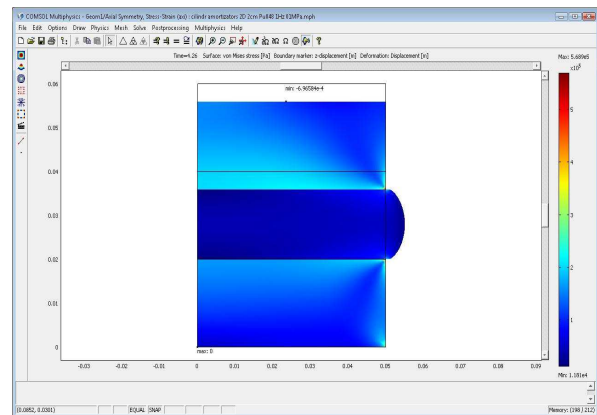 COMSOL Multiphysics - Geom1/Axial Symmetry, Stress-Strain (axi) : cilindr amortizators 2D 2cm Pull48 1Hz 01MPa.mph
File Edit Options Draw Physics Mesh Solve Postprocessing Multiphysics Help
Time=4.26 Surface: von Mises stress [Pa] Boundary marker: z-displacement [m] Deformation: Displacement [m]
Max: 5.669e5
×10⁵
min: -6.96584e-4
0.06
0.05
0.04
0.03
0.02
0.01
0
max: 0
-0.03 -0.02 -0.01 0 0.01 0.02 0.03 0.04 0.05 0.06 0.07 0.08 0.09
5
4
3
2
1
Min: 1.181e4
(0.0852, 0.0301) EQUAL SNAP Memory: (198 / 212)